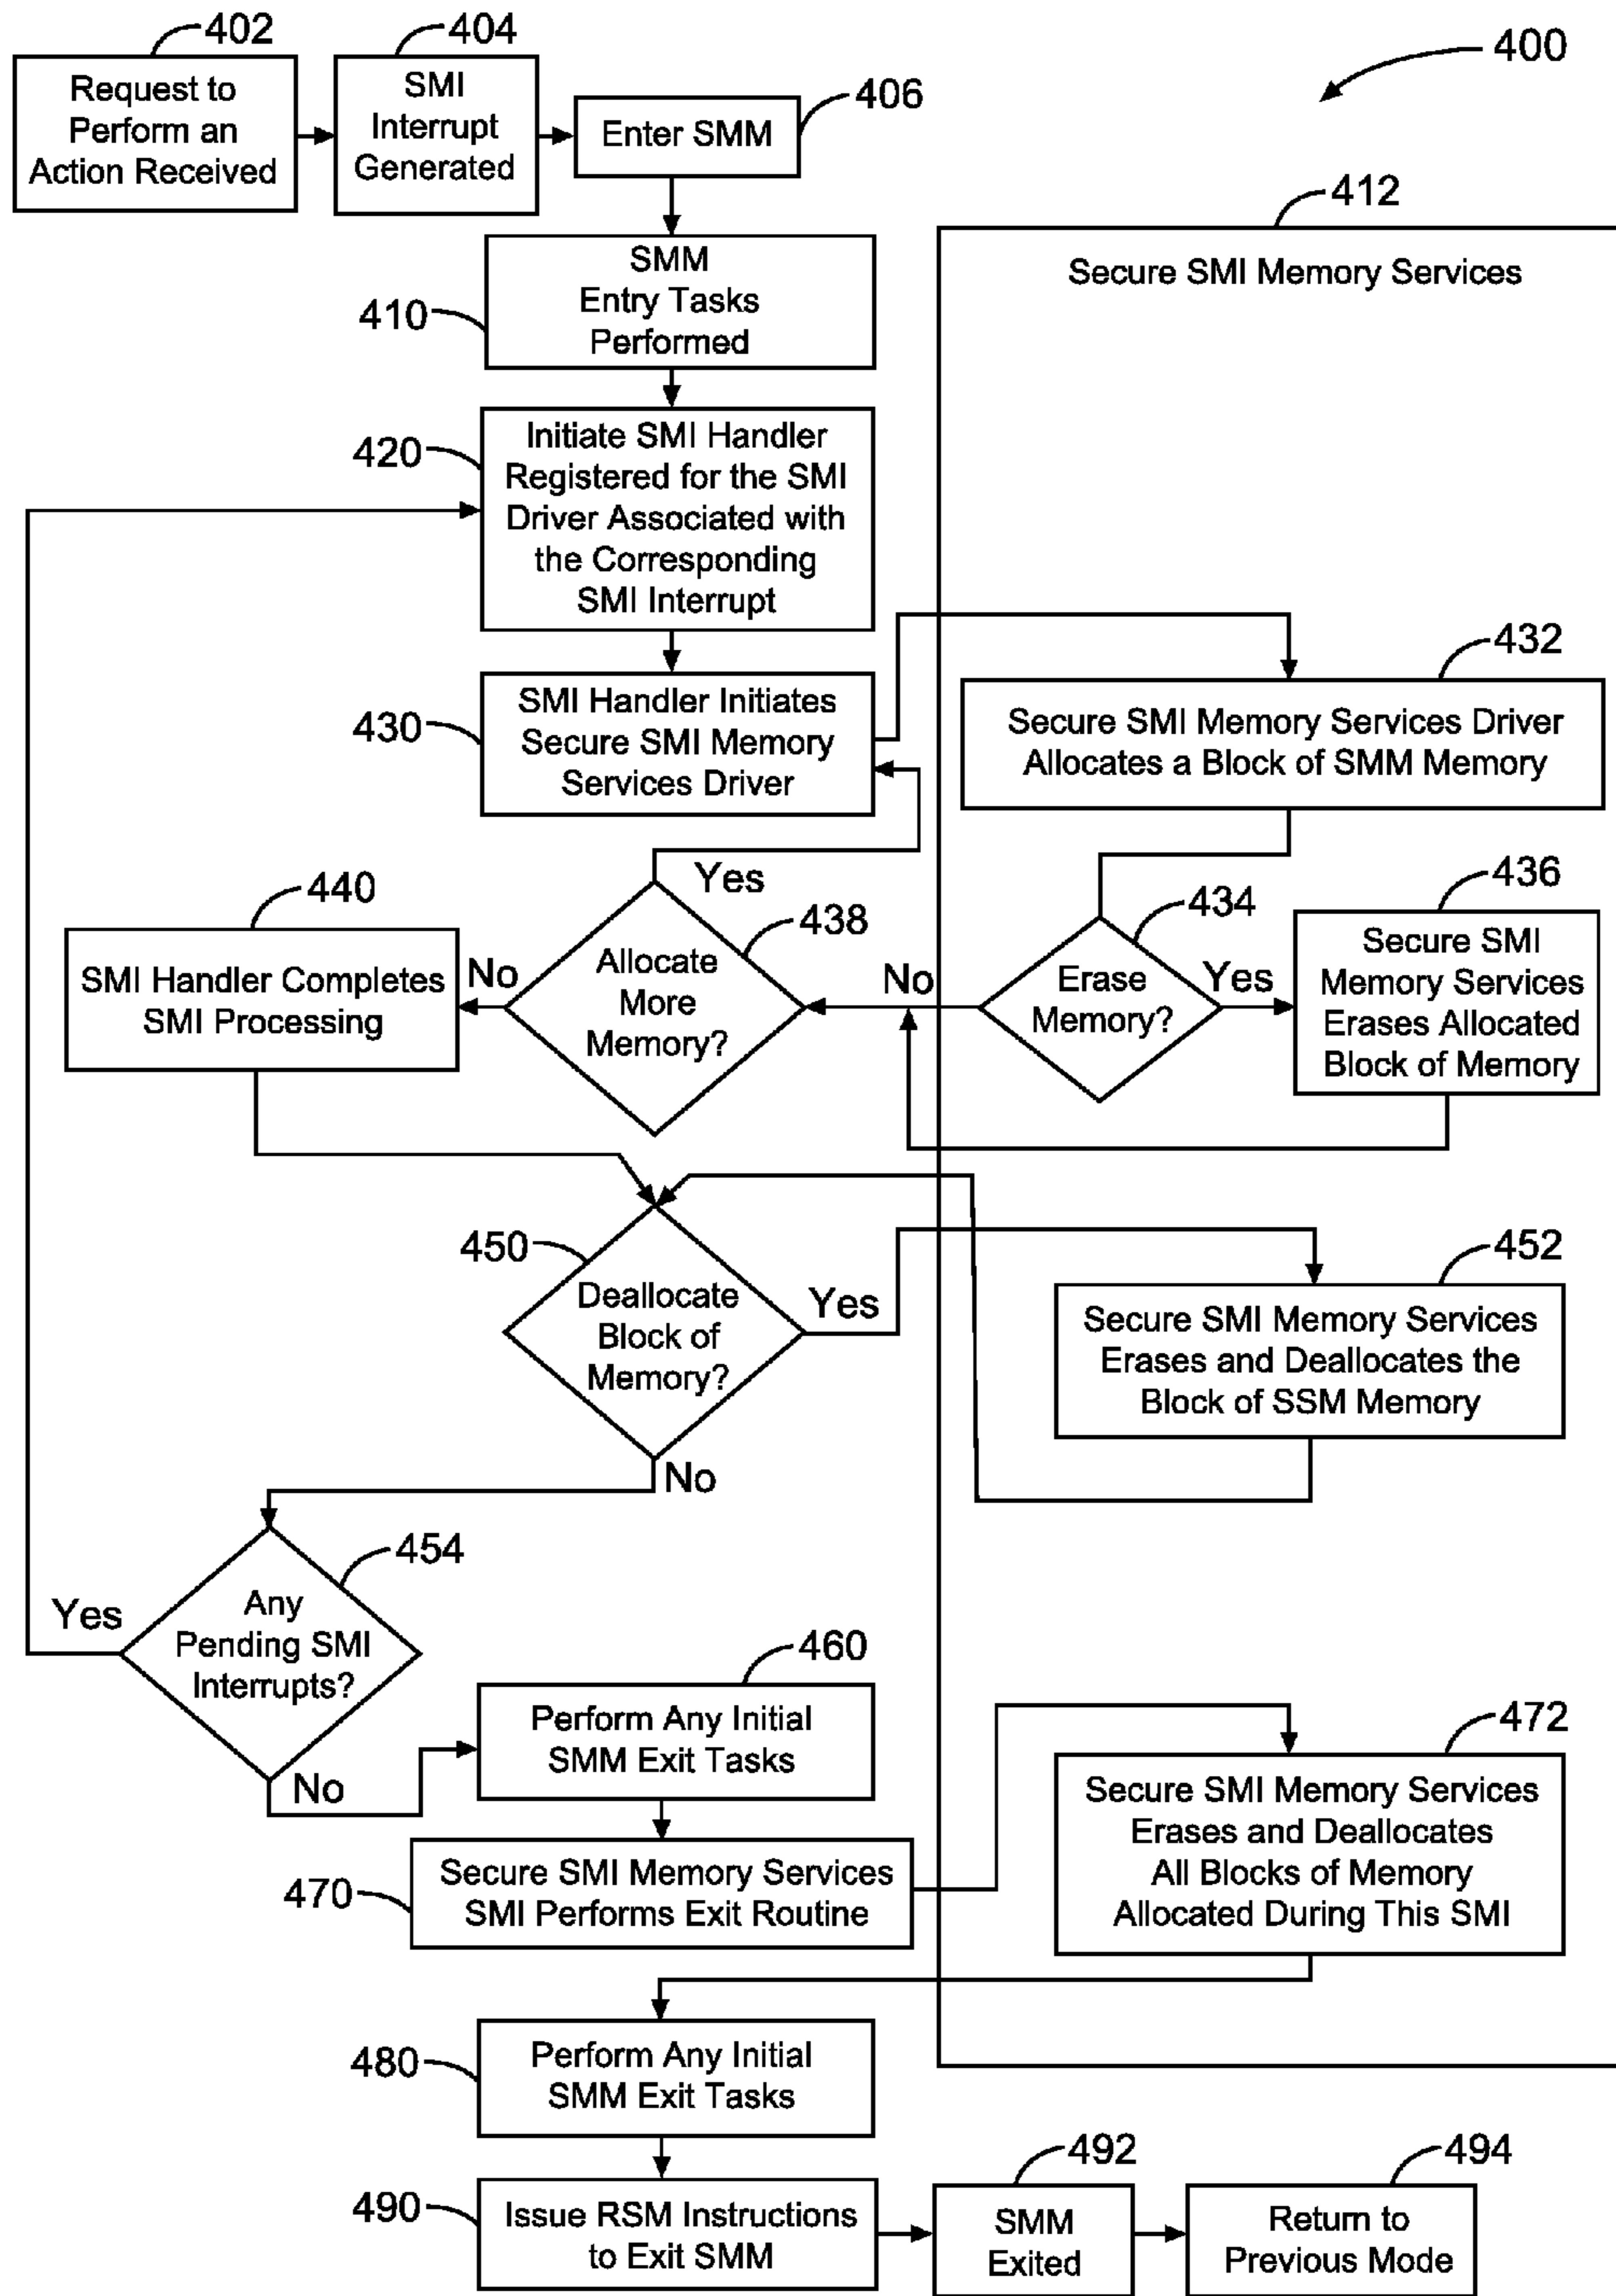 402
404
400
Request to
Perform an
Action Received
SMI
Interrupt
Generated
406
Enter SMM
412
Secure SMI Memory Services
410
SMM
Entry Tasks
Performed
420
Initiate SMI Handler
Registered for the SMI
Driver Associated with
the Corresponding
SMI Interrupt
430
SMI Handler Initiates
Secure SMI Memory
Services Driver
432
Secure SMI Memory Services Driver
Allocates a Block of SMM Memory
434
Erase
Memory?
Yes
No
436
Secure SMI
Memory Services
Erases Allocated
Block of Memory
438
Allocate
More
Memory?
Yes
No
440
SMI Handler Completes
SMI Processing
450
Deallocate
Block of
Memory?
Yes
No
452
Secure SMI Memory Services
Erases and Deallocates the
Block of SSM Memory
454
Any
Pending SMI
Interrupts?
Yes
No
460
Perform Any Initial
SMM Exit Tasks
470
Secure SMI Memory Services
SMI Performs Exit Routine
472
Secure SMI Memory Services
Erases and Deallocates
All Blocks of Memory
Allocated During This SMI
480
Perform Any Initial
SMM Exit Tasks
490
Issue RSM Instructions
to Exit SMM
492
SMM
Exited
494
Return to
Previous Mode